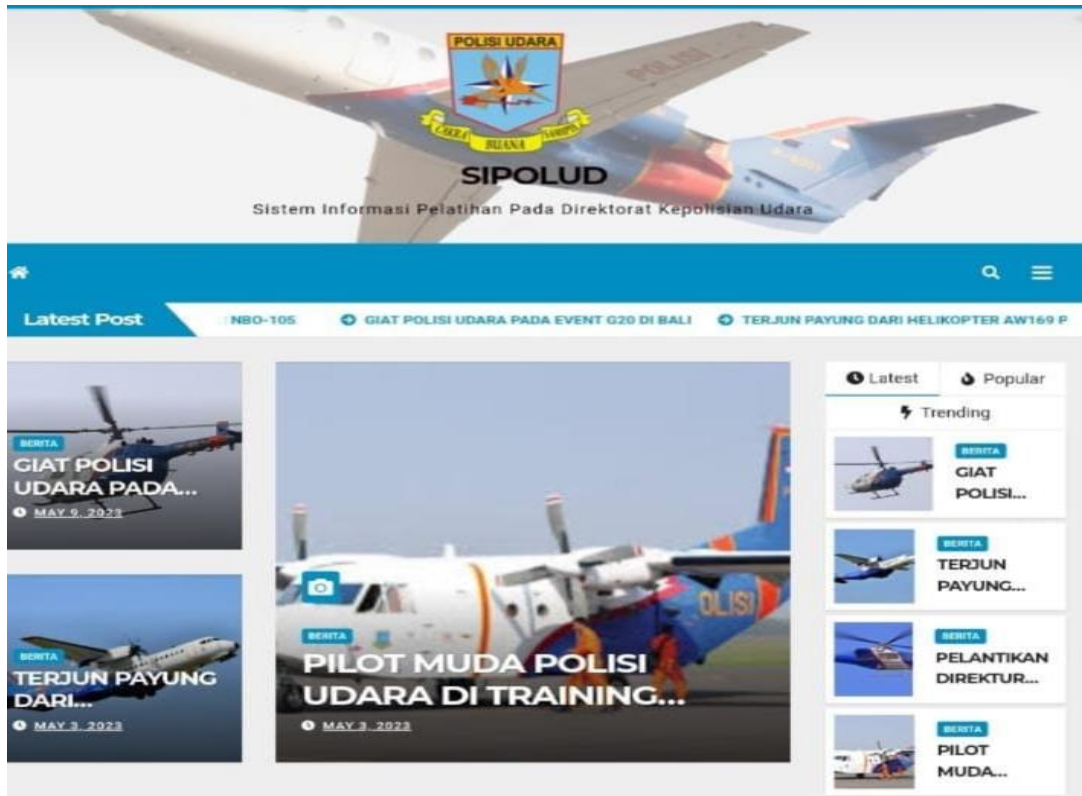 POLISI UDARA
CAKRA BUANA
SIPOLUD
Sistem Informasi Pelatihan Pada Direktorat Kepolisian Udara
POLISI
Latest Post
NBO-105
GIAT POLISI UDARA PADA EVENT G20 DI BALI
TERJUN PAYUNG DARI HELIKOPTER AW169 P
BERITA
GIAT POLISI
UDARA PADA...
MAY 9, 2023
BERITA
TERJUN PAYUNG
DARI...
MAY 3, 2023
OLISI
BERITA
PILOT MUDA POLISI
UDARA DI TRAINING...
MAY 3, 2023
Latest
Popular
Trending
BERITA
GIAT
POLISI...
BERITA
TERJUN
PAYUNG...
BERITA
PELANTIKAN
DIREKTUR...
BERITA
PILOT
MUDA...